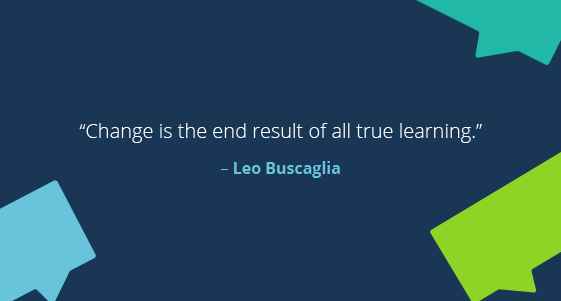 “Change is the end result of all true learning.”
– Leo Buscaglia